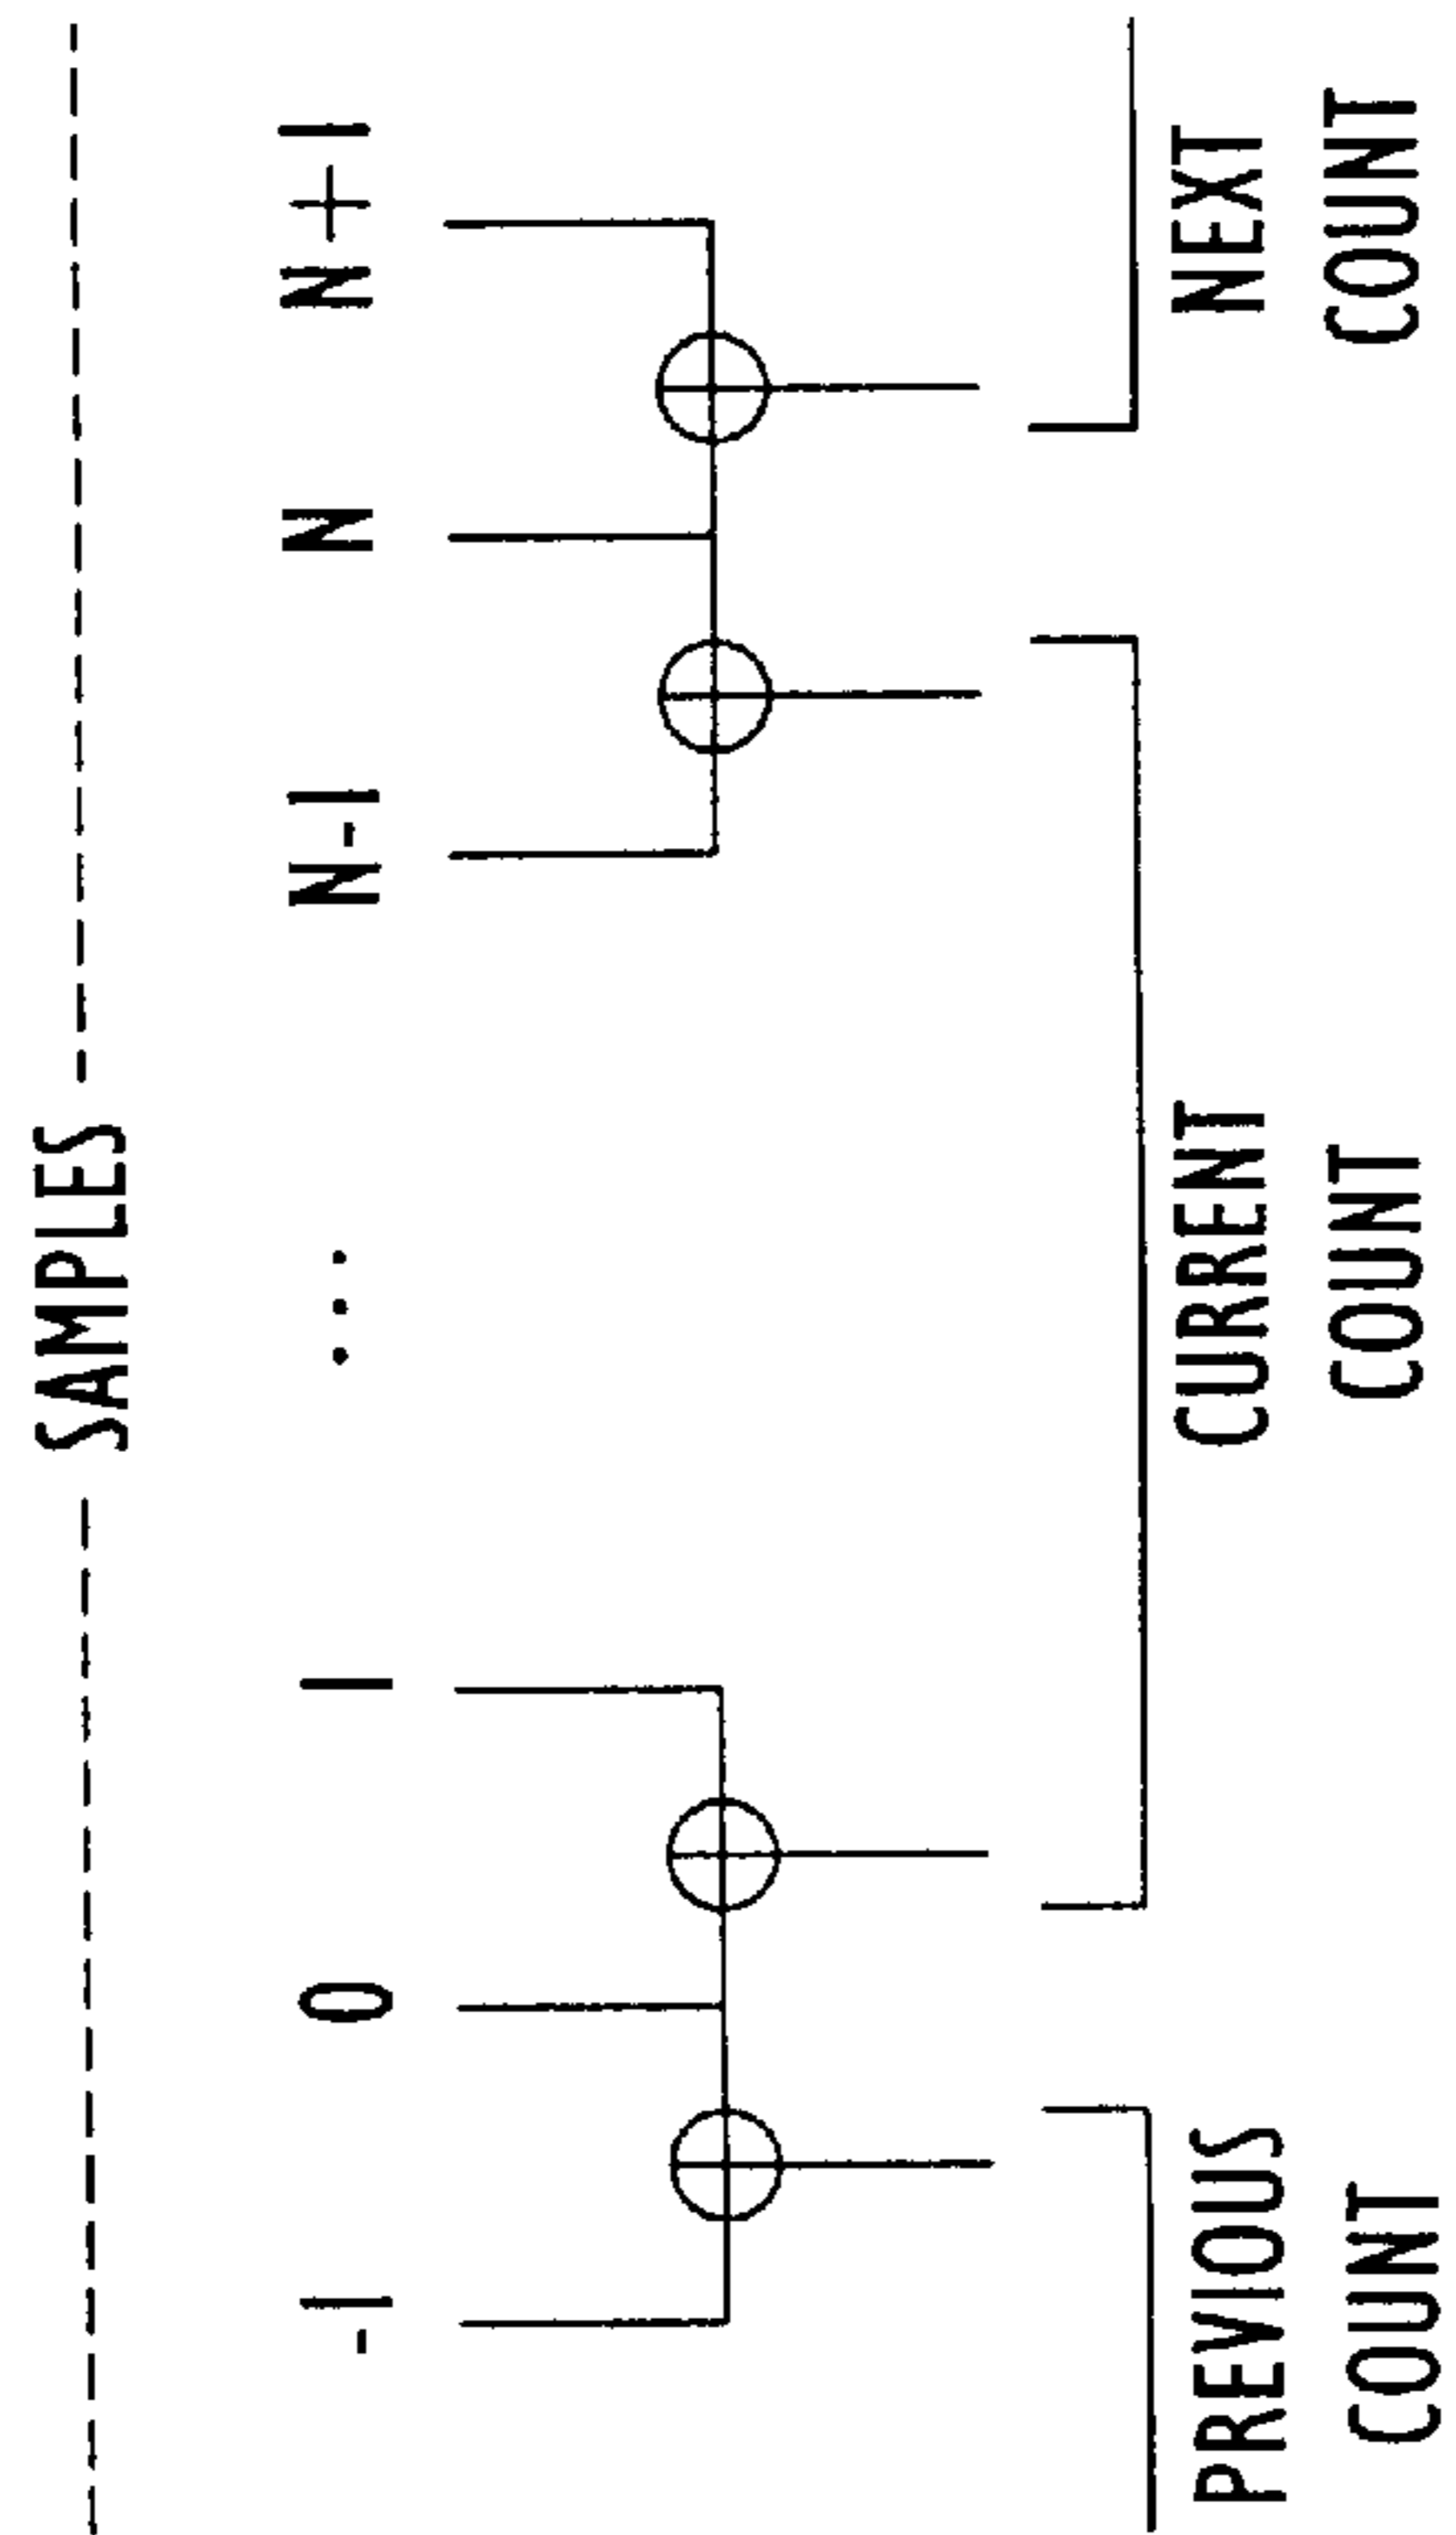 SAMPLES
-1 0 1 ... N-1 N N+1
PREVIOUS CURRENT NEXT
COUNT COUNT COUNT